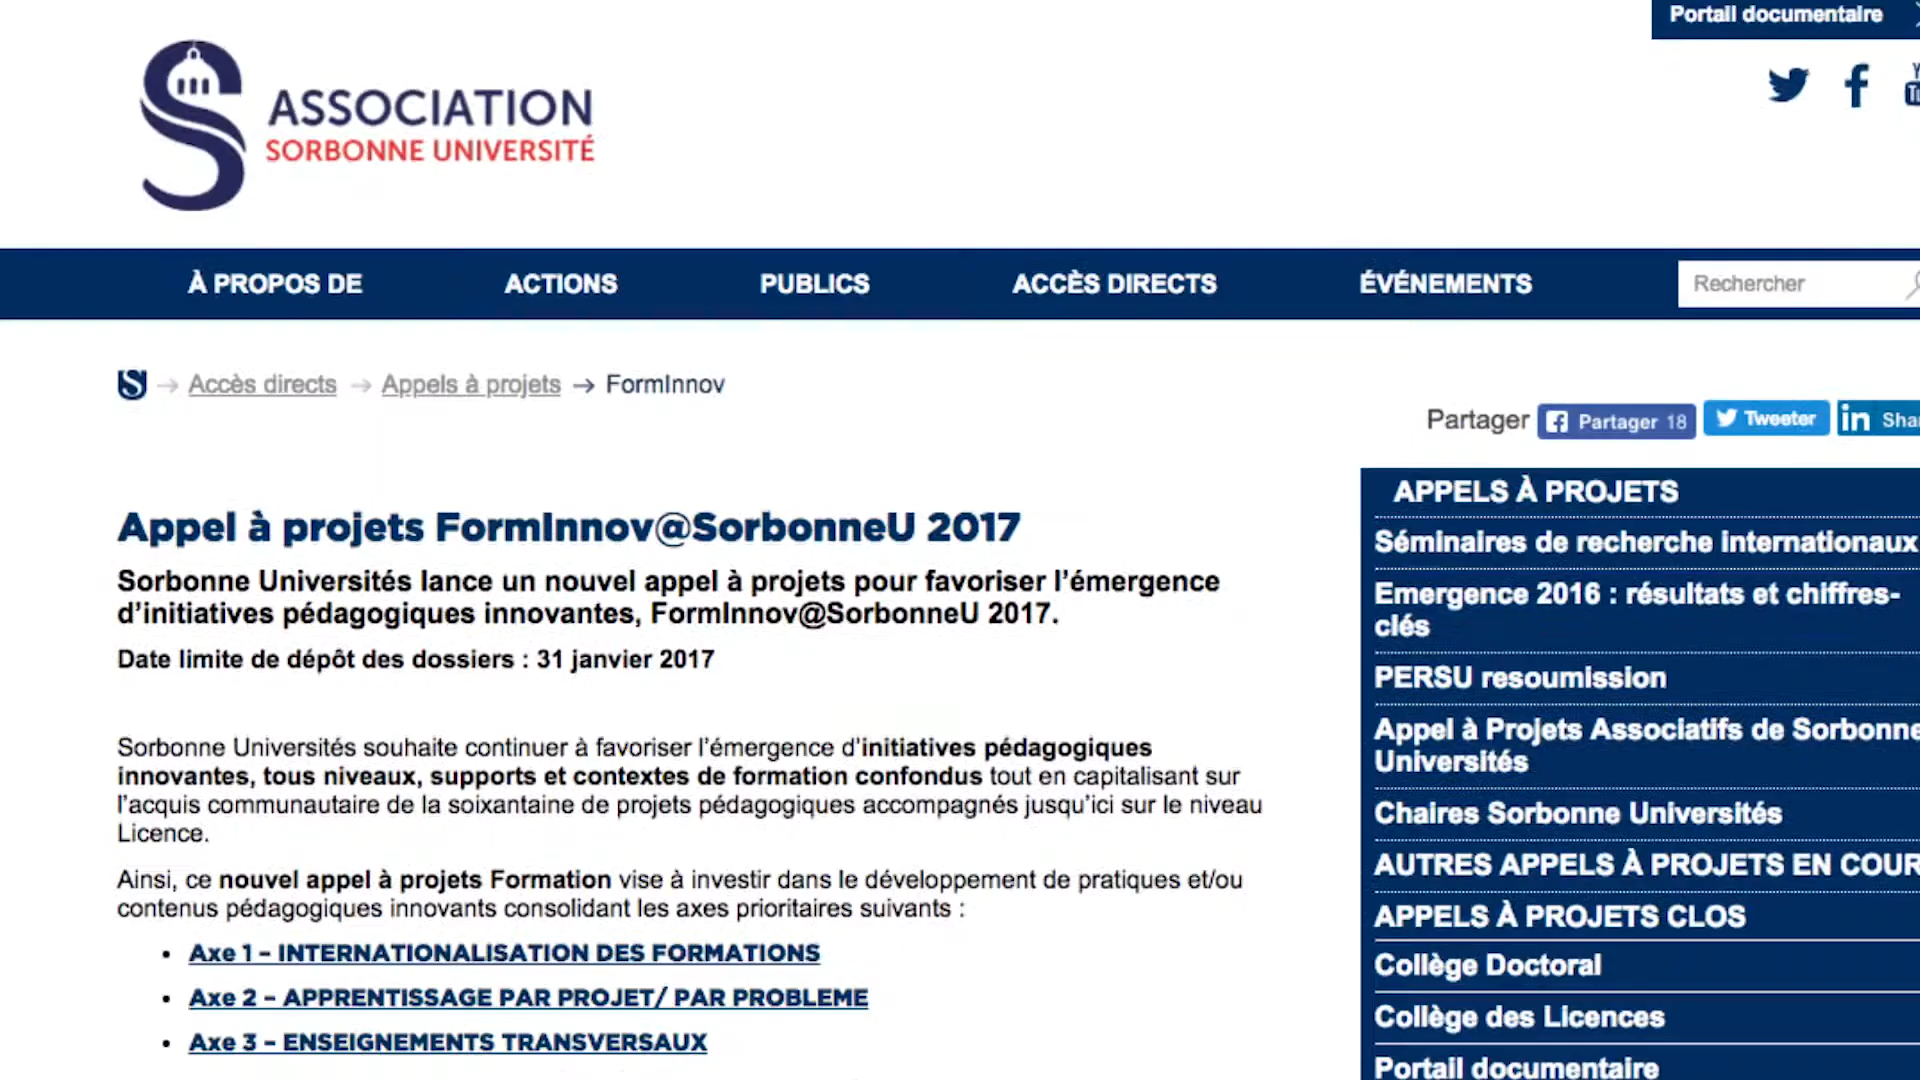 Portail documentaire
ASSOCIATION
SORBONNE UNIVERSITÉ
À PROPOS DE
ACTIONS
PUBLICS
ACCÈS DIRECTS
ÉVÉNEMENTS
Rechercher
Accès directs → Appels à projets → FormInnov
Partager
Partager 18
Tweeter
in Shar
Appel à projets FormInnov@SorbonneU 2017
Sorbonne Universités lance un nouvel appel à projets pour favoriser l’émergence
d’initiatives pédagogiques innovantes, FormInnov@SorbonneU 2017.
Date limite de dépôt des dossiers : 31 janvier 2017
Sorbonne Universités souhaite continuer à favoriser l’émergence d’initiatives pédagogiques
innovantes, tous niveaux, supports et contextes de formation confondus tout en capitalisant sur
l’acquis communautaire de la soixantaine de projets pédagogiques accompagnés jusqu’ici sur le niveau
Licence.
Ainsi, ce nouvel appel à projets Formation vise à investir dans le développement de pratiques et/ou
contenus pédagogiques innovants consolidant les axes prioritaires suivants :
• Axe 1 – INTERNATIONALISATION DES FORMATIONS
• Axe 2 – APPRENTISSAGE PAR PROJET/ PAR PROBLEME
• Axe 3 – ENSEIGNEMENTS TRANSVERSAUX
APPELS À PROJETS
Séminaires de recherche internationaux
Emergence 2016 : résultats et chiffres-
clés
PERSU resoumission
Appel à Projets Associatifs de Sorbonne
Universités
Chaires Sorbonne Universités
AUTRES APPELS À PROJETS EN COUR
APPELS À PROJETS CLOS
Collège Doctoral
Collège des Licences
Portail documentaire